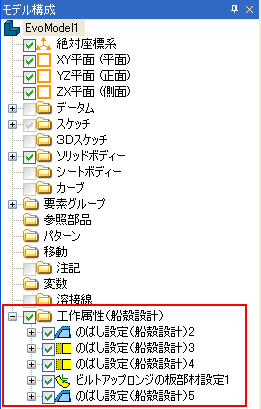 モデル構成
EvoModel1
絶対座標系
XY平面 (平面)
YZ平面 (正面)
ZX平面 (側面)
データム
スケッチ
3Dスケッチ
ソリッドボディー
シートボディー
カーブ
要素グループ
参照部品
パターン
移動
注記
変数
溶接線
工作属性(船殻設計)
のばし設定(船殻設計)2
のばし設定(船殻設計)3
のばし設定(船殻設計)4
ビルトアップロンジの板部材設定1
のばし設定(船殻設計)5